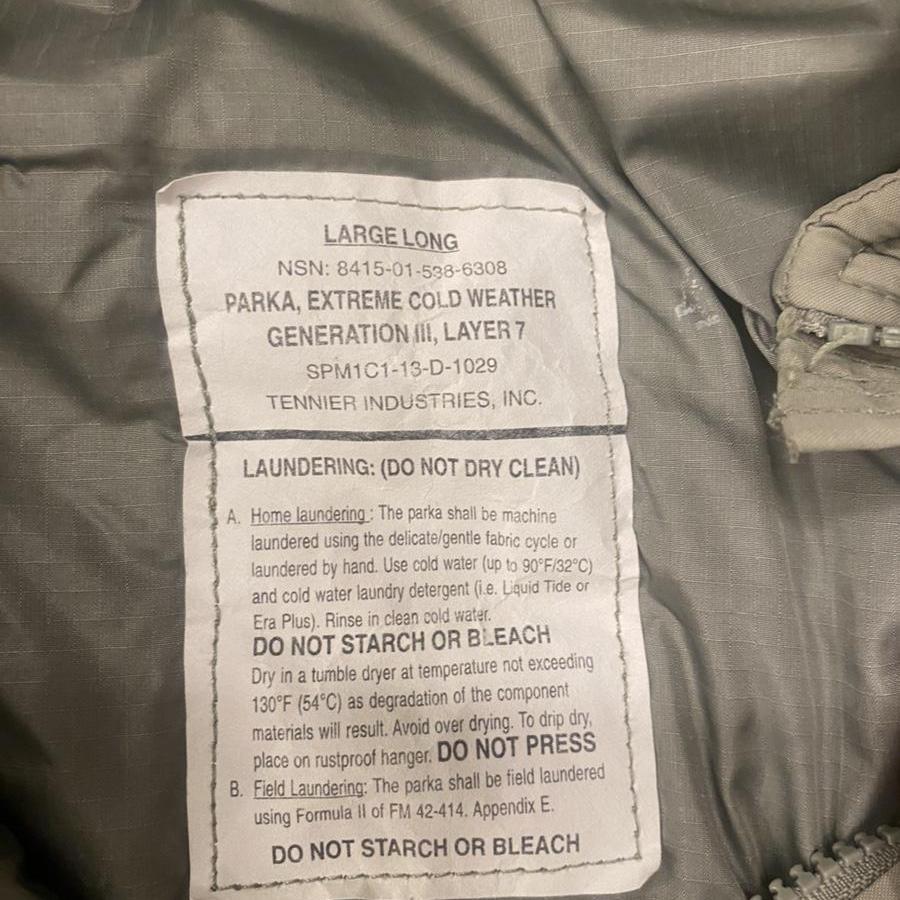 LARGE LONG
NSN: 8415-01-538-6308
PARKA, EXTREME COLD WEATHER
GENERATION III, LAYER 7
SPM1C1-13-D-1029
TENNIER INDUSTRIES, INC.
LAUNDERING: (DO NOT DRY CLEAN)
A. Home laundering : The parka shall be machine
laundered using the delicate/gentle fabric cycle or
laundered by hand. Use cold water (up to 90°F/32°C)
and cold water laundry detergent (i.e. Liquid Tide or
Era Plus). Rinse in clean cold water.
DO NOT STARCH OR BLEACH
Dry in a tumble dryer at temperature not exceeding
130°F (54°C) as degradation of the component
materials will result. Avoid over drying. To drip dry,
place on rustproof hanger. DO NOT PRESS
B. Field Laundering: The parka shall be field laundered
using Formula II of FM 42-414. Appendix E.
DO NOT STARCH OR BLEACH